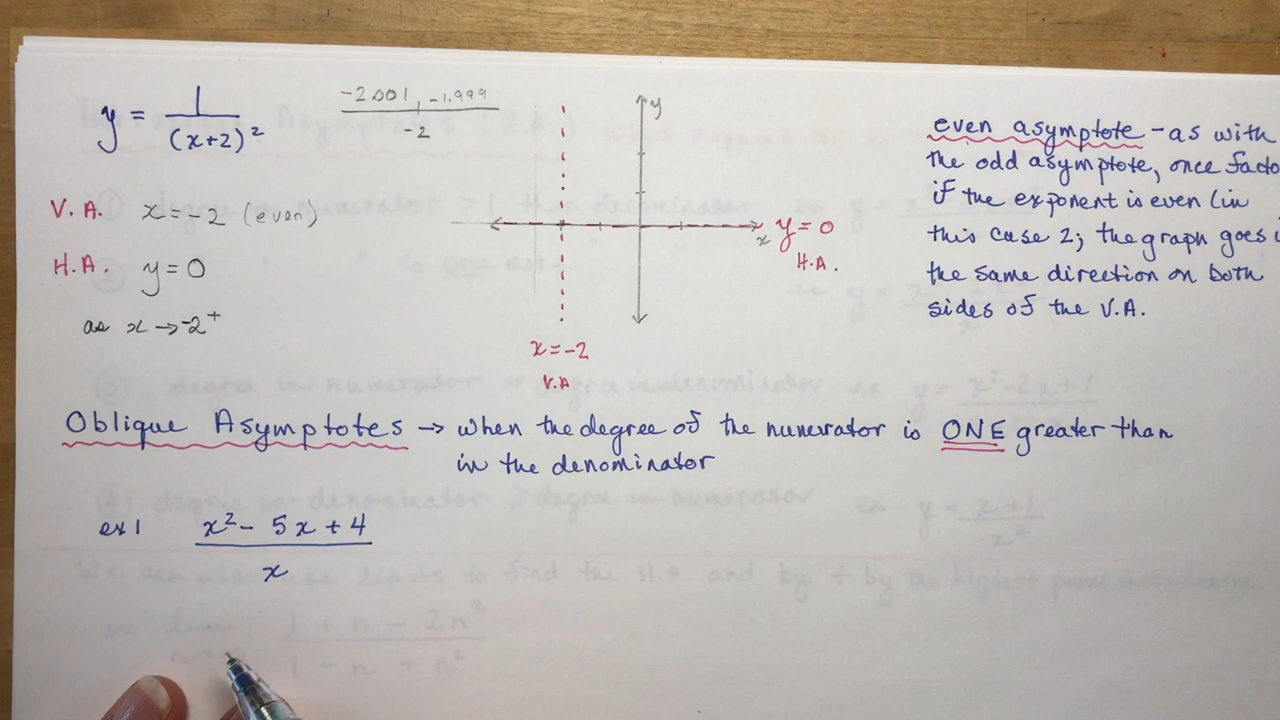 y = 1/(x+2)²
-2.001 | -1.999
-2
V.A. x = -2 (even)
H.A. y = 0
as x → -2⁺
y
x
y = 0
H.A.
x = -2
V.A
even asymptote - as with
the odd asymptote, once facto
if the exponent is even (in
this case 2; the graph goes i
the same direction on both
sides of the V.A.
Oblique Asymptotes → when the degree of the numerator is ONE greater than
in the denominator
ex 1 x² - 5x + 4
x